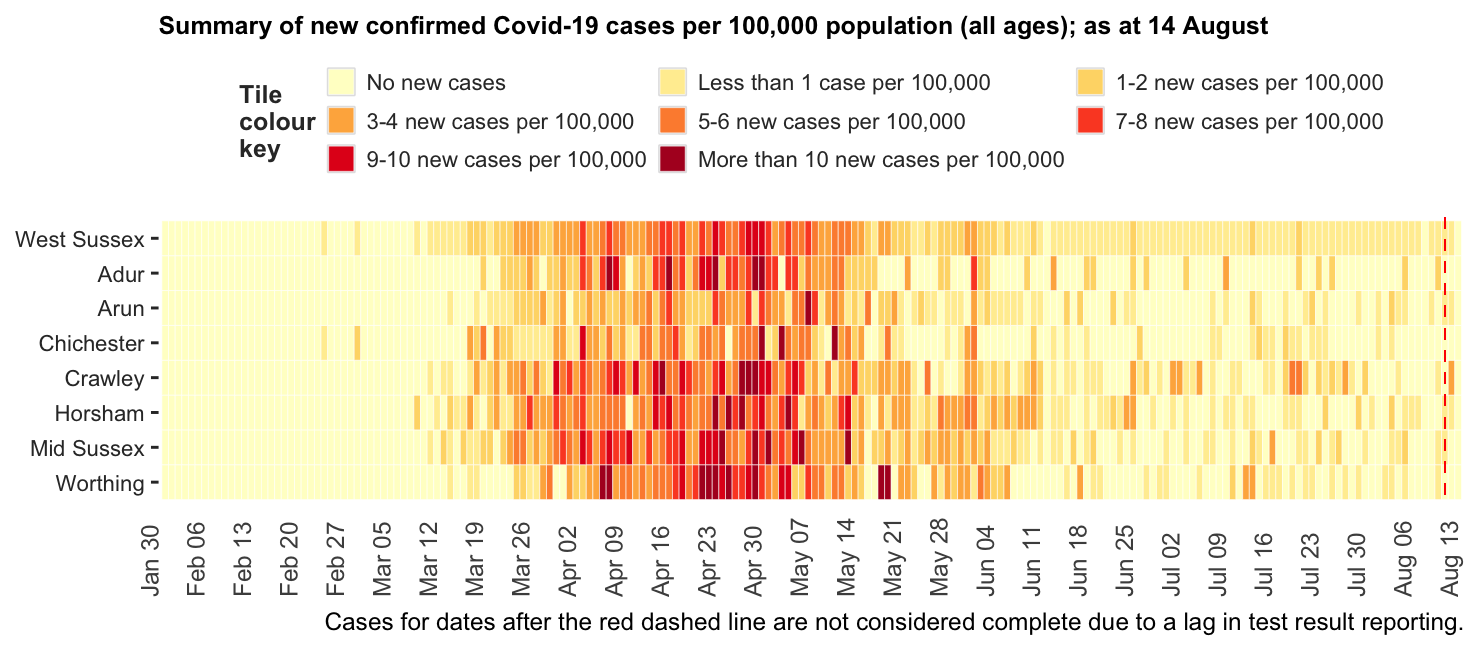 Summary of new confirmed Covid-19 cases per 100,000 population (all ages); as at 14 August
Tile
colour
key
No new cases
Less than 1 case per 100,000
1-2 new cases per 100,000
3-4 new cases per 100,000
5-6 new cases per 100,000
7-8 new cases per 100,000
9-10 new cases per 100,000
More than 10 new cases per 100,000
West Sussex
Adur
Arun
Chichester
Crawley
Horsham
Mid Sussex
Worthing
Jan 30
Feb 06
Feb 13
Feb 20
Feb 27
Mar 05
Mar 12
Mar 19
Mar 26
Apr 02
Apr 09
Apr 16
Apr 23
Apr 30
May 07
May 14
May 21
May 28
Jun 04
Jun 11
Jun 18
Jun 25
Jul 02
Jul 09
Jul 16
Jul 23
Jul 30
Aug 06
Aug 13
Cases for dates after the red dashed line are not considered complete due to a lag in test result reporting.